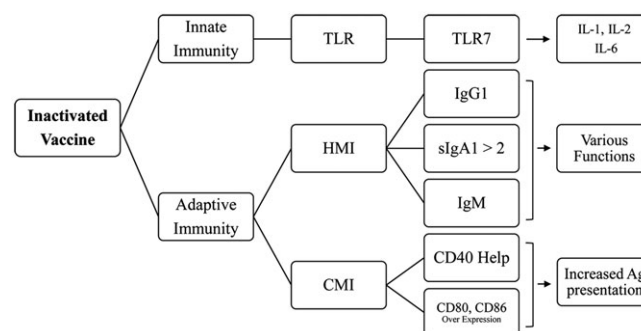 Inactivated
Vaccine
Innate
Immunity
TLR
TLR7
IL-1, IL-2
IL-6
Adaptive
Immunity
HMI
IgG1
sIgA1 > 2
IgM
Various
Functions
CMI
CD40 Help
CD80, CD86
Over Expression
Increased Ag
presentation